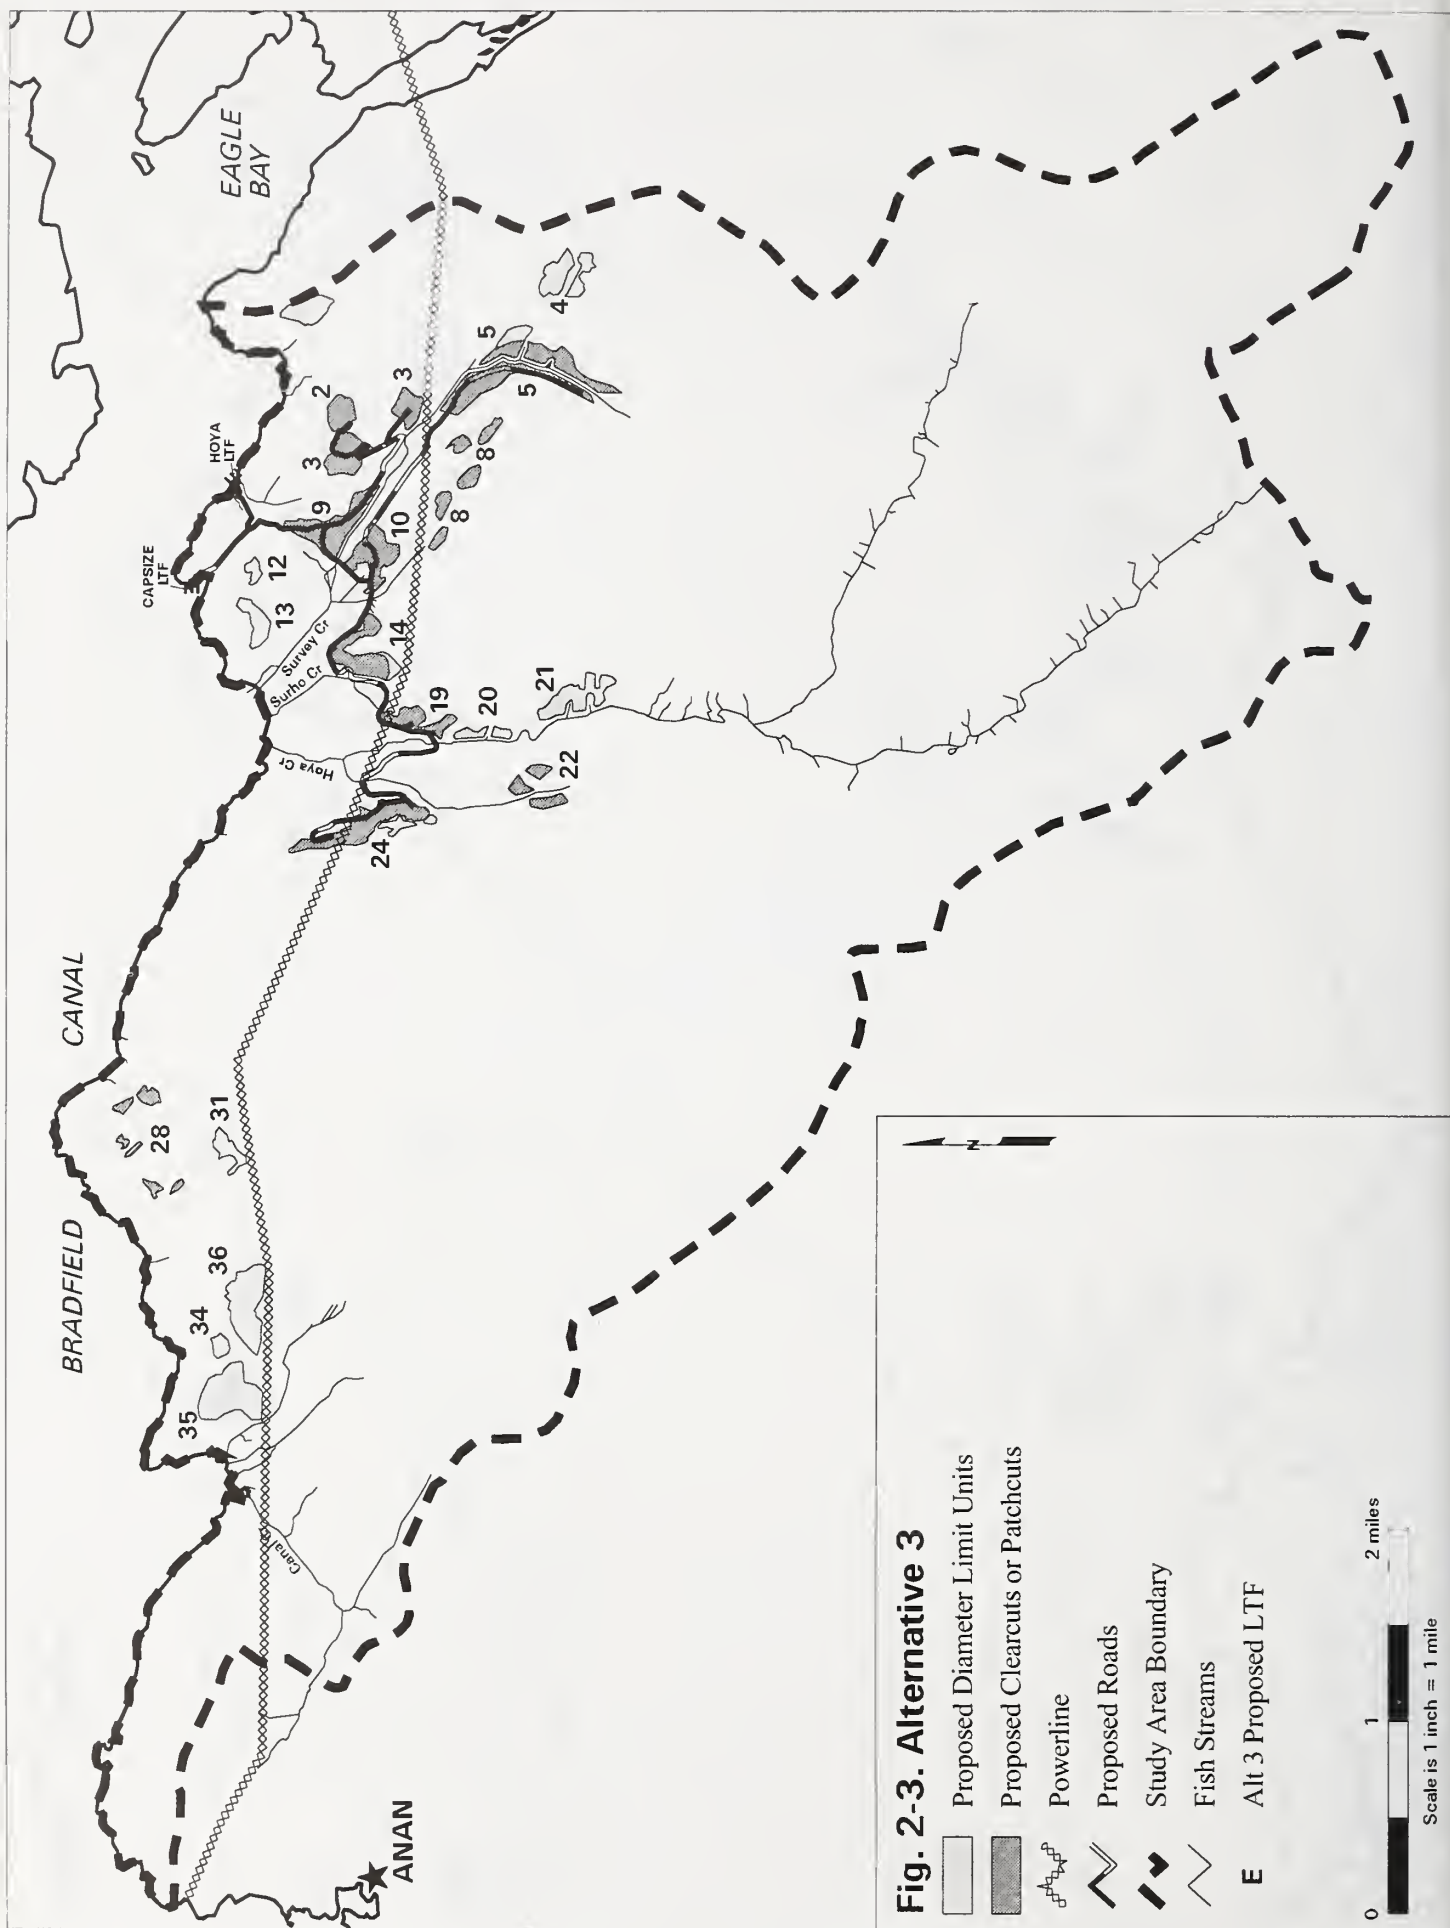 BRADFIELD CANAL
EAGLE
BAY
CAPSIZE
LTF
HOYA
LTF
2
3
3
4
5
5
8
8
9
10
12
13
14
19
20
21
22
24
28
31
34
35
36
Survey Cr
Surho Cr
Hoya Cr
Canal
ANAN
N
Fig. 2-3. Alternative 3
Proposed Diameter Limit Units
Proposed Clearcuts or Patchcuts
Powerline
Proposed Roads
Study Area Boundary
Fish Streams
E Alt 3 Proposed LTF
0 1 2 miles
Scale is 1 inch = 1 mile